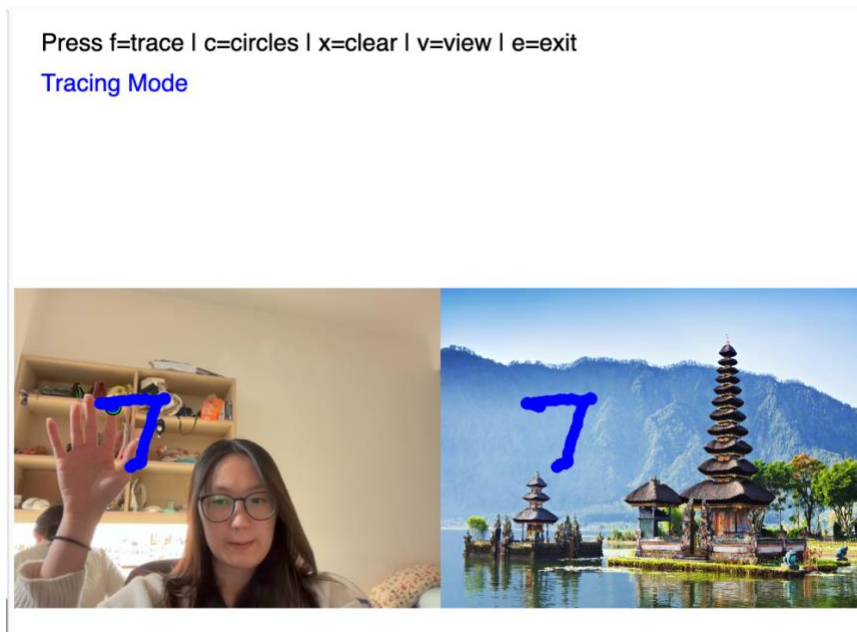 Press f=trace | c=circles | x=clear | v=view | e=exit
Tracing Mode
7 7